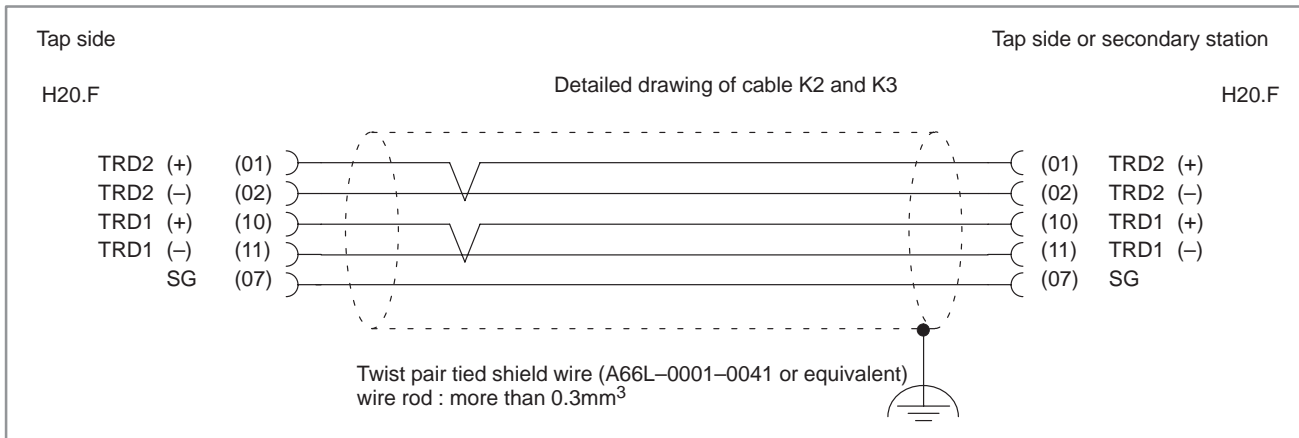 Tap side
Tap side or secondary station
H20.F
Detailed drawing of cable K2 and K3
H20.F
TRD2 (+) (01)
(01) TRD2 (+)
TRD2 (–) (02)
(02) TRD2 (–)
TRD1 (+) (10)
(10) TRD1 (+)
TRD1 (–) (11)
(11) TRD1 (–)
SG (07)
(07) SG
Twist pair tied shield wire (A66L–0001–0041 or equivalent)
wire rod : more than 0.3mm³